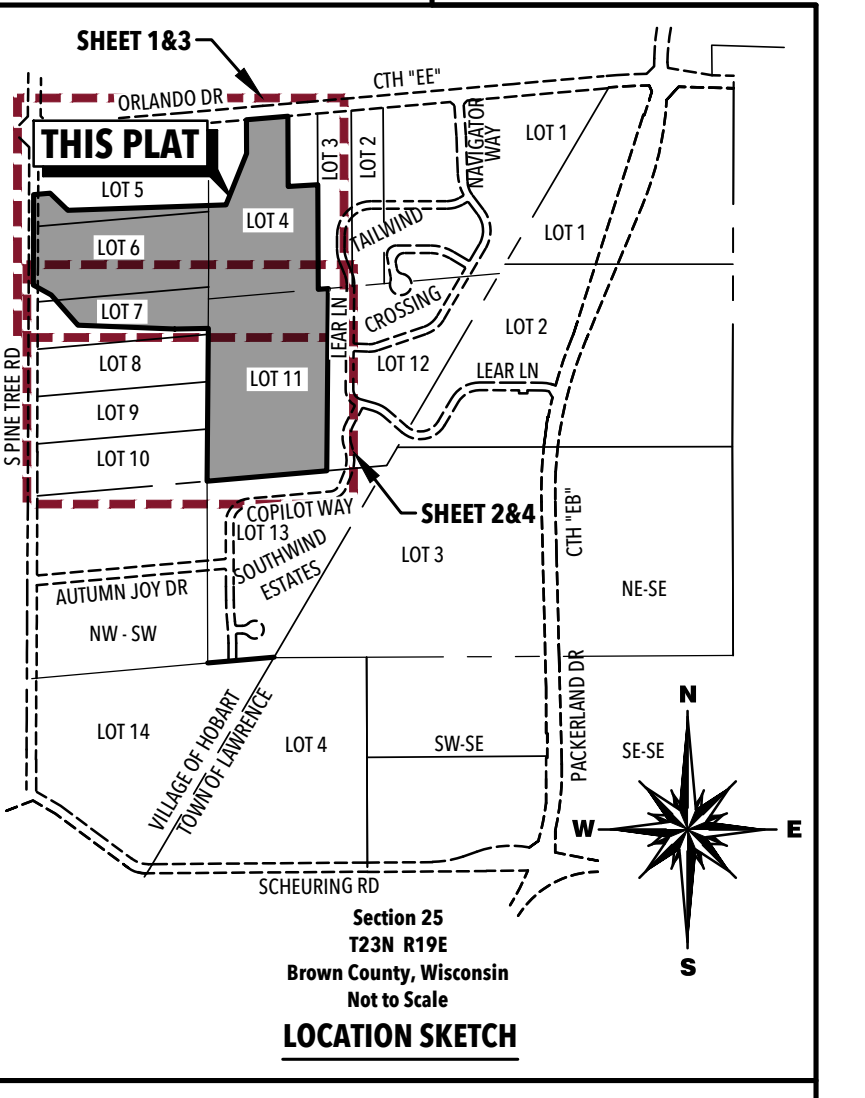 SHEET 1&3
CTH "EE"
ORLANDO DR
THIS PLAT
LOT 3
LOT 2
NAVIGATOR
WAY
LOT 1
LOT 5
LOT 4
TAILWIND
LOT 1
LOT 6
CROSSING
LOT 7
LEAR LN
LOT 2
S PINE TREE RD
LOT 8
LOT 11
LOT 12
LEAR LN
LOT 9
LOT 10
COPILOT WAY
SHEET 2&4
LOT 13
SOUTHWIND
ESTATES
LOT 3
CTH "EB"
AUTUMN JOY DR
NE-SE
NW - SW
PACKERLAND DR
N
LOT 14
VILLAGE OF HOBART
TOWN OF LAWRENCE
LOT 4
SW-SE
SE-SE
W
E
SCHEURING RD
S
Section 25
T23N R19E
Brown County, Wisconsin
Not to Scale
LOCATION SKETCH